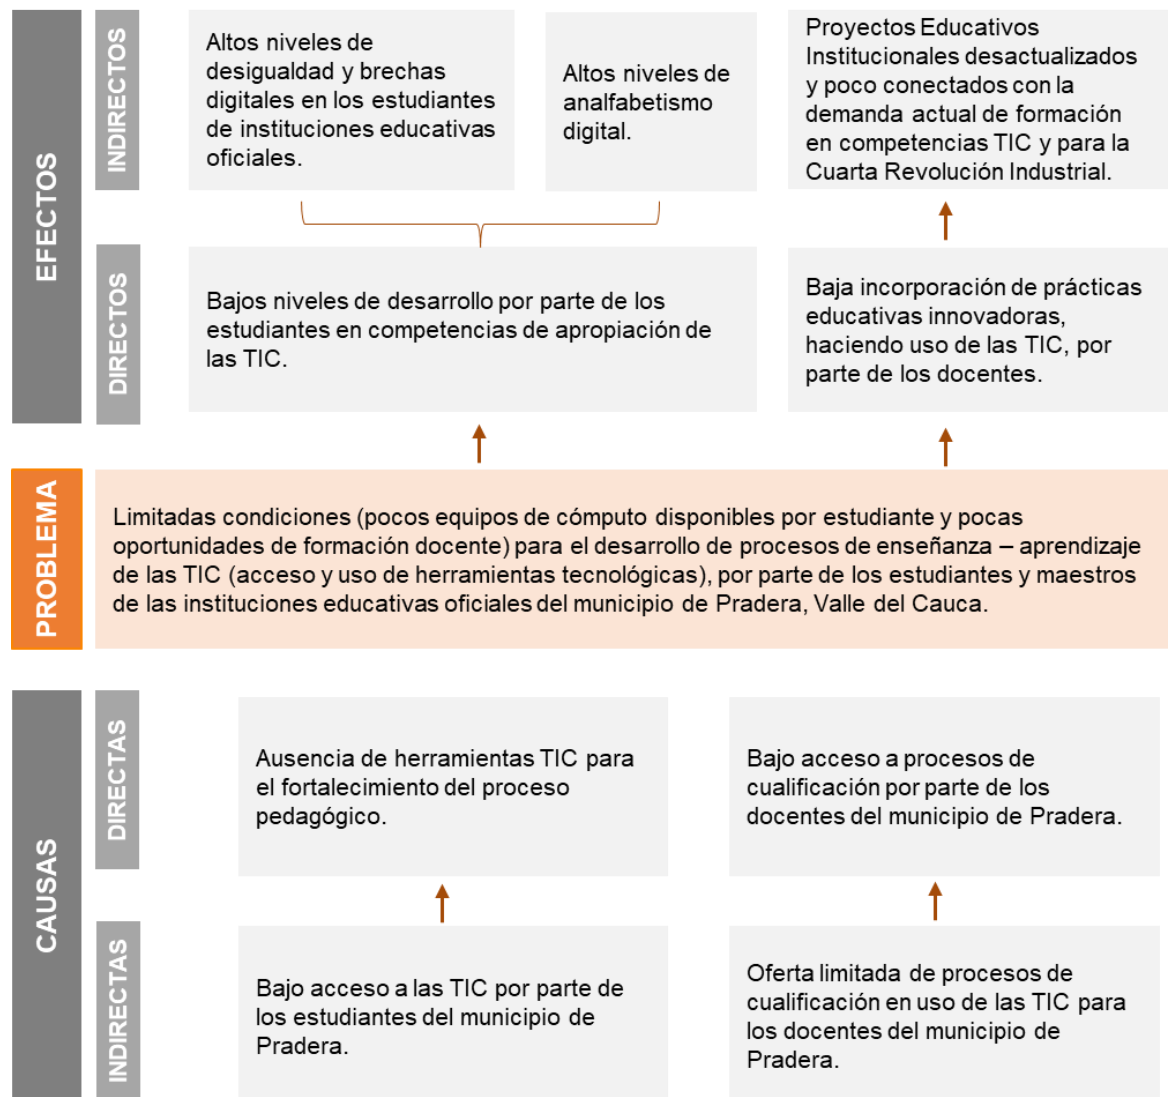 EFECTOS
INDIRECTOS
Altos niveles de
desigualdad y brechas
digitales en los estudiantes
de instituciones educativas
oficiales.
Altos niveles de
analfabetismo
digital.
Proyectos Educativos
Institucionales desactualizados
y poco conectados con la
demanda actual de formación
en competencias TIC y para la
Cuarta Revolución Industrial.
DIRECTOS
Bajos niveles de desarrollo por parte de los
estudiantes en competencias de apropiación de
las TIC.
Baja incorporación de prácticas
educativas innovadoras,
haciendo uso de las TIC, por
parte de los docentes.
PROBLEMA
Limitadas condiciones (pocos equipos de cómputo disponibles por estudiante y pocas
oportunidades de formación docente) para el desarrollo de procesos de enseñanza – aprendizaje
de las TIC (acceso y uso de herramientas tecnológicas), por parte de los estudiantes y maestros
de las instituciones educativas oficiales del municipio de Pradera, Valle del Cauca.
CAUSAS
DIRECTAS
Ausencia de herramientas TIC para
el fortalecimiento del proceso
pedagógico.
Bajo acceso a procesos de
cualificación por parte de los
docentes del municipio de Pradera.
INDIRECTAS
Bajo acceso a las TIC por parte de
los estudiantes del municipio de
Pradera.
Oferta limitada de procesos de
cualificación en uso de las TIC para
los docentes del municipio de
Pradera.